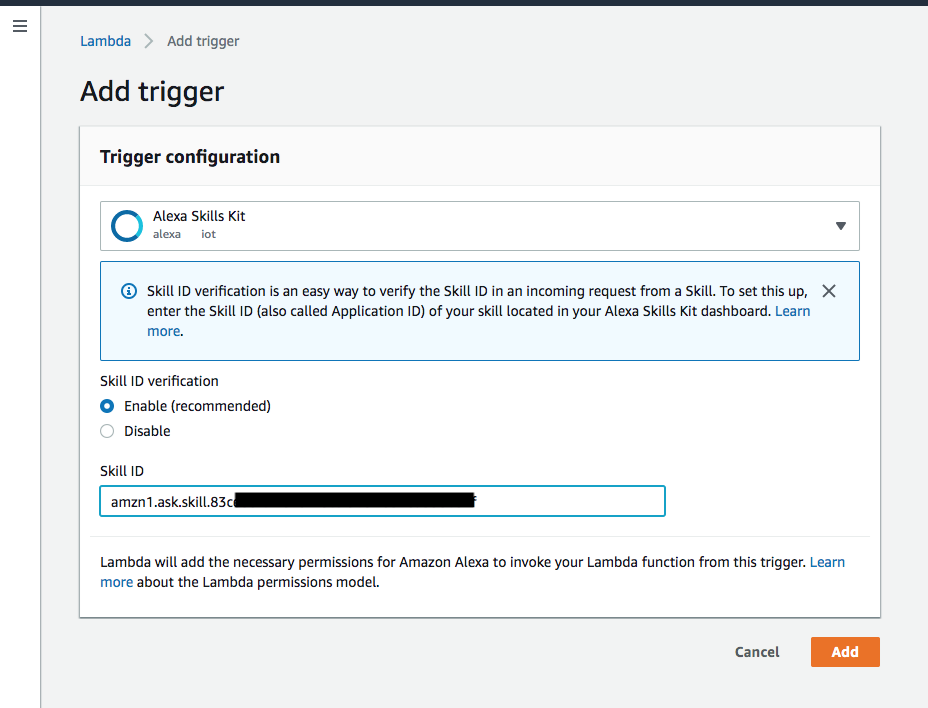 Lambda > Add trigger
Add trigger
Trigger configuration
Alexa Skills Kit
alexa iot
Skill ID verification is an easy way to verify the Skill ID in an incoming request from a Skill. To set this up,
enter the Skill ID (also called Application ID) of your skill located in your Alexa Skills Kit dashboard. Learn
more.
Skill ID verification
Enable (recommended)
Disable
Skill ID
amzn1.ask.skill.83c
Lambda will add the necessary permissions for Amazon Alexa to invoke your Lambda function from this trigger. Learn
more about the Lambda permissions model.
Cancel Add